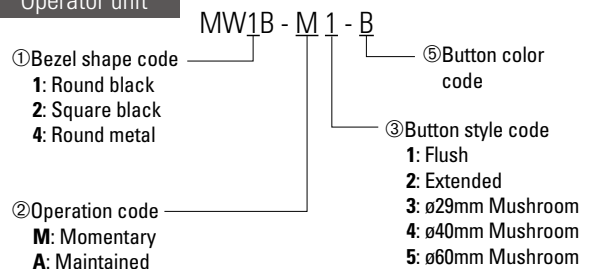 Operator unit
MW1B - M 1 - B
①Bezel shape code
1: Round black
2: Square black
4: Round metal
②Operation code
M: Momentary
A: Maintained
⑤Button color
code
③Button style code
1: Flush
2: Extended
3: ø29mm Mushroom
4: ø40mm Mushroom
5: ø60mm Mushroom